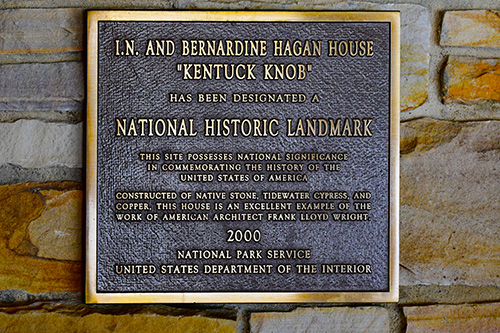 I.N. AND BERNARDINE HAGAN HOUSE
"KENTUCK KNOB"
HAS BEEN DESIGNATED A
NATIONAL HISTORIC LANDMARK
THIS SITE POSSESSES NATIONAL SIGNIFICANCE
IN COMMEMORATING THE HISTORY OF THE
UNITED STATES OF AMERICA
CONSTRUCTED OF NATIVE STONE, TIDEWATER CYPRESS, AND
COPPER, THIS HOUSE IS AN EXCELLENT EXAMPLE OF THE
WORK OF AMERICAN ARCHITECT FRANK LLOYD WRIGHT.
2000
NATIONAL PARK SERVICE
UNITED STATES DEPARTMENT OF THE INTERIOR